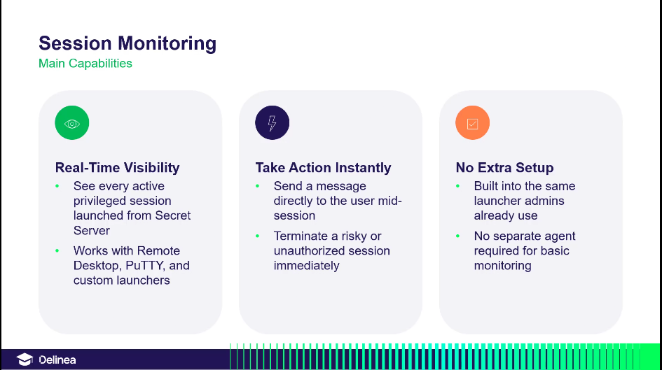 Session Monitoring
Main Capabilities
Real-Time Visibility
• See every active
privileged session
launched from Secret
Server
• Works with Remote
Desktop, PuTTY, and
custom launchers
Take Action Instantly
• Send a message
directly to the user mid-
session
• Terminate a risky or
unauthorized session
immediately
No Extra Setup
• Built into the same
launcher admins
already use
• No separate agent
required for basic
monitoring
Delinea